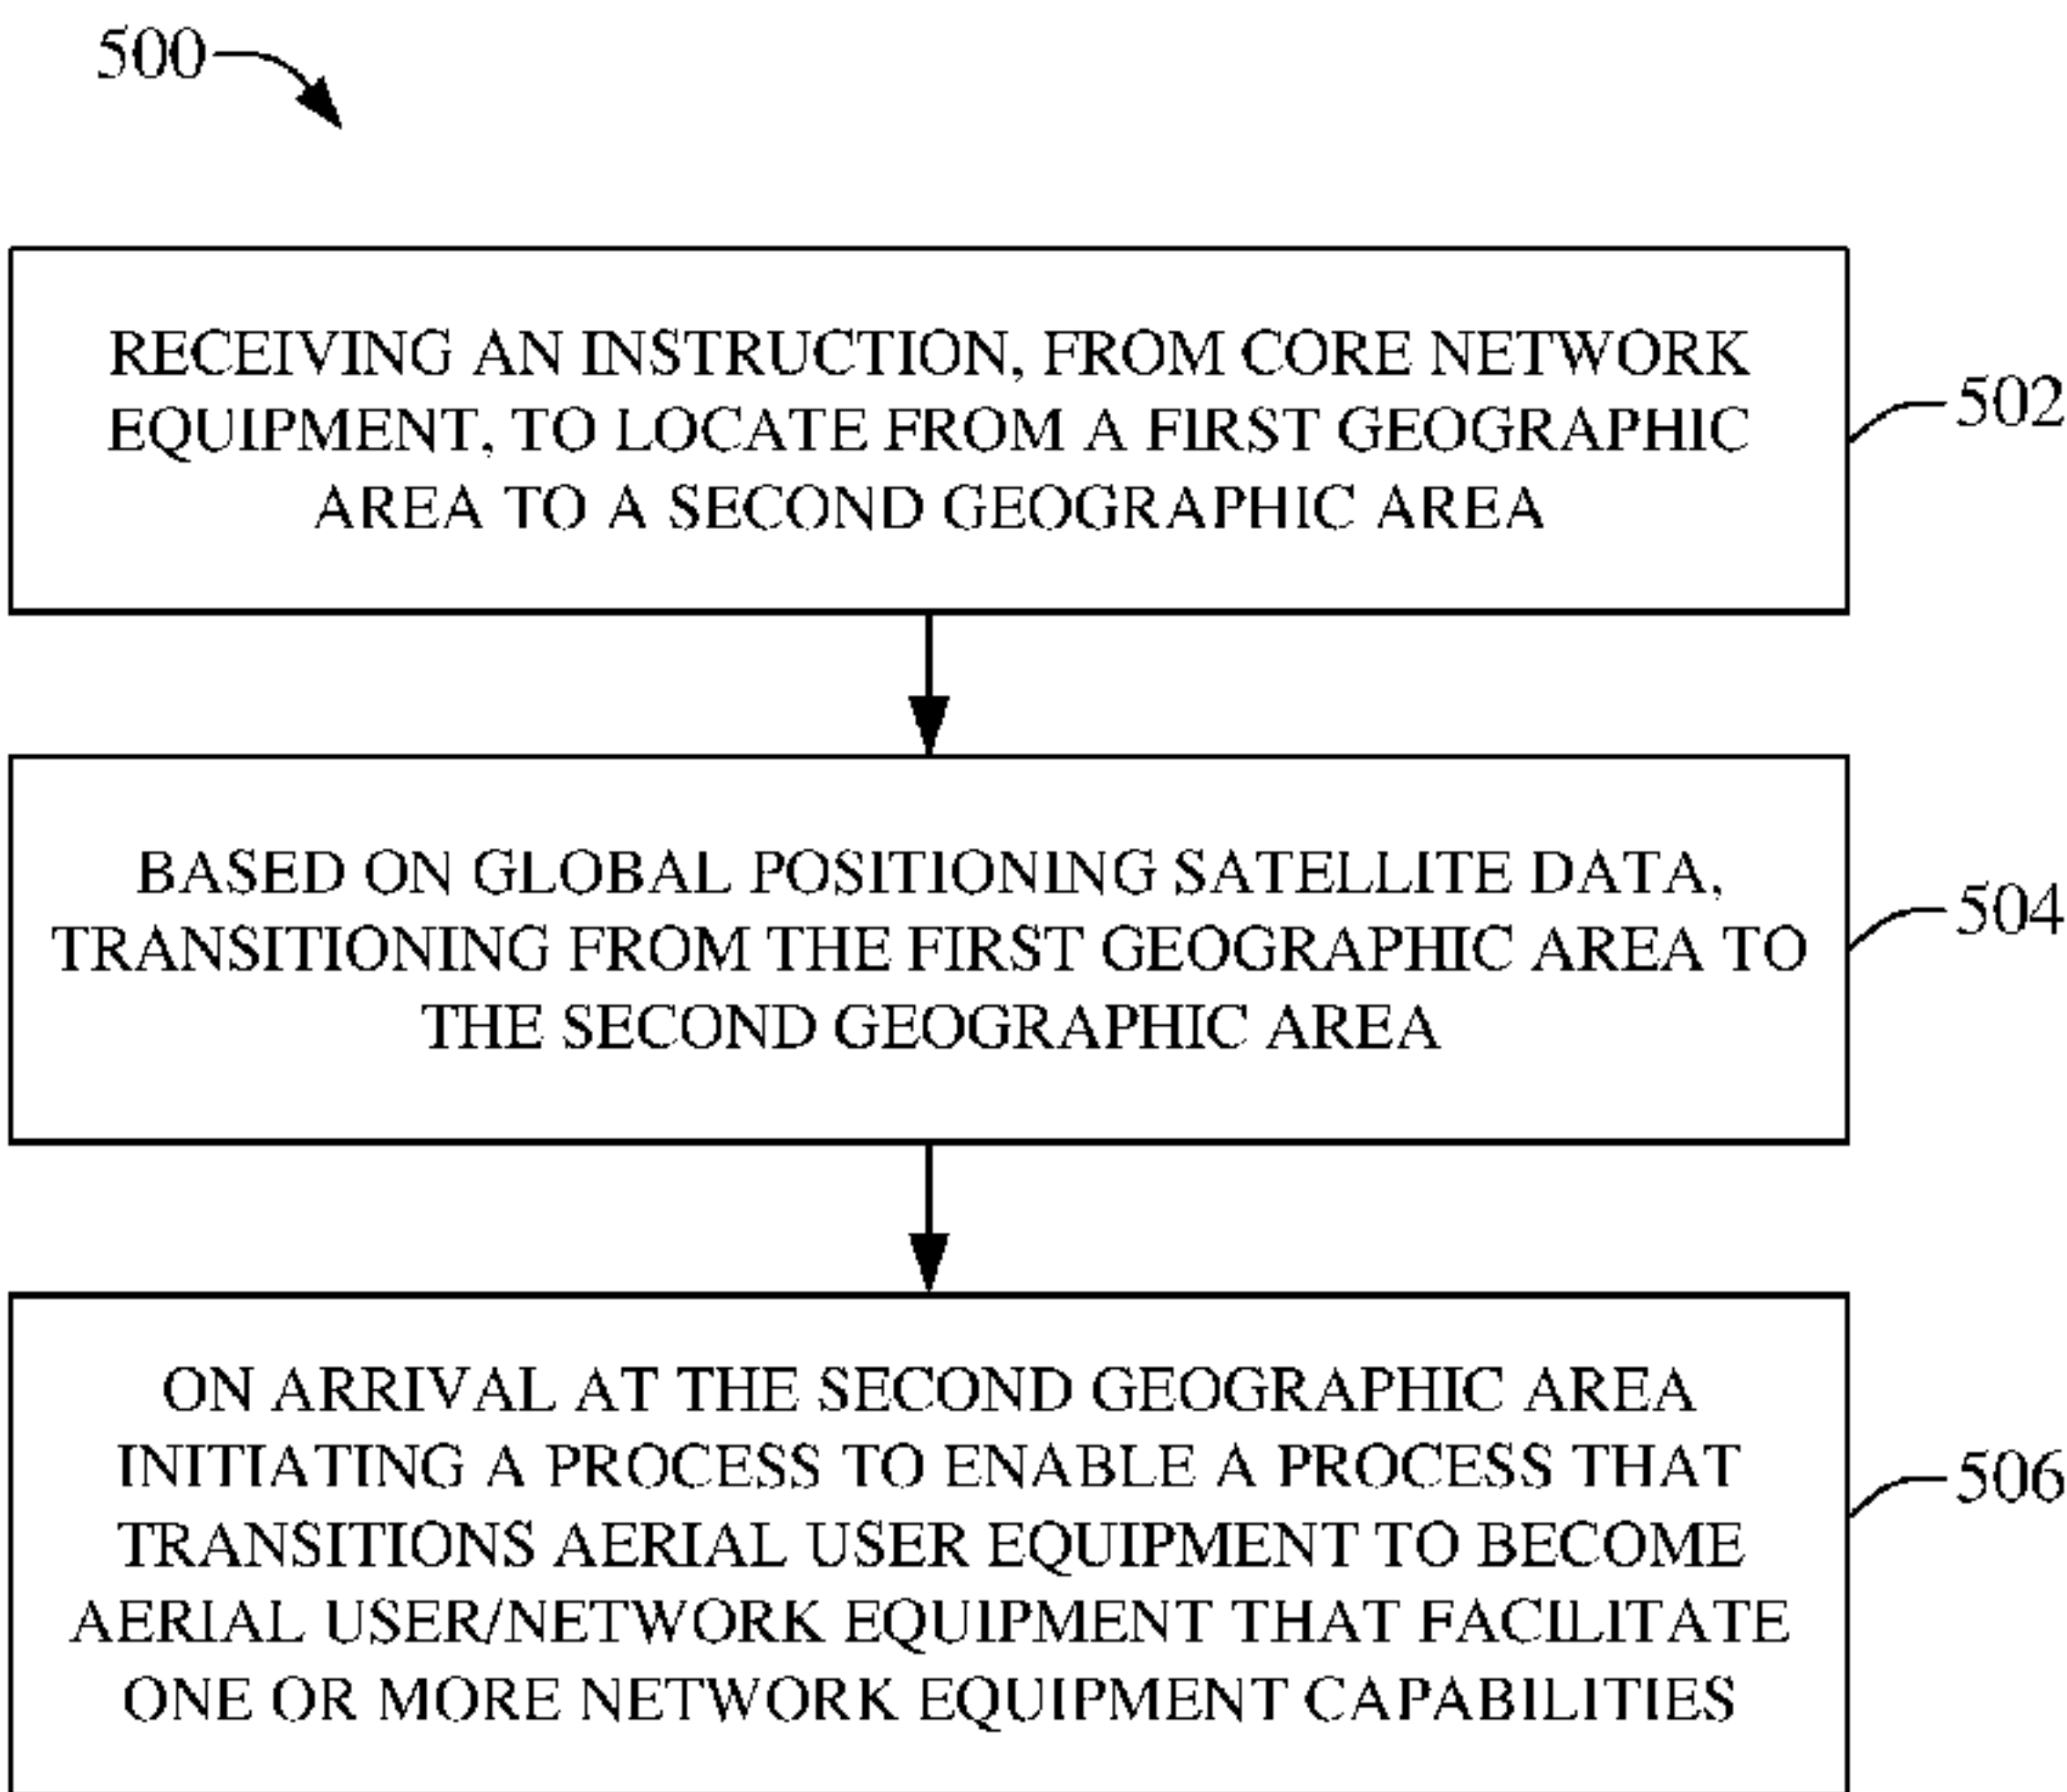 500
RECEIVING AN INSTRUCTION, FROM CORE NETWORK
EQUIPMENT, TO LOCATE FROM A FIRST GEOGRAPHIC
AREA TO A SECOND GEOGRAPHIC AREA
502
BASED ON GLOBAL POSITIONING SATELLITE DATA,
TRANSITIONING FROM THE FIRST GEOGRAPHIC AREA TO
THE SECOND GEOGRAPHIC AREA
504
ON ARRIVAL AT THE SECOND GEOGRAPHIC AREA
INITIATING A PROCESS TO ENABLE A PROCESS THAT
TRANSITIONS AERIAL USER EQUIPMENT TO BECOME
AERIAL USER/NETWORK EQUIPMENT THAT FACILITATE
ONE OR MORE NETWORK EQUIPMENT CAPABILITIES
506